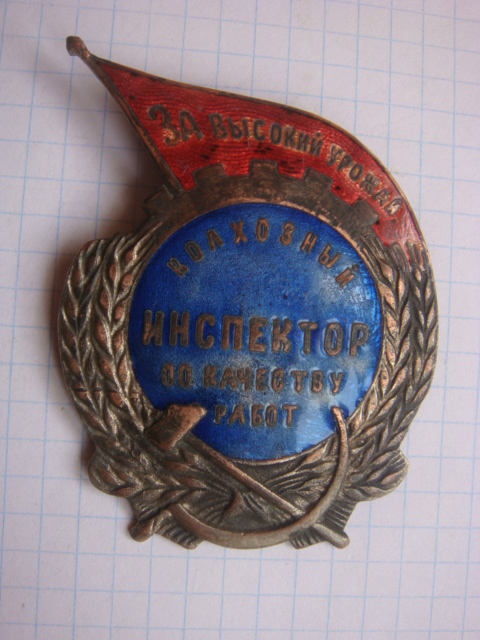 ЗА ВЫСОКИЙ УРОЖАЙ
КОЛХОЗНЫЙ
ИНСПЕКТОР
ПО КАЧЕСТВУ
РАБОТ